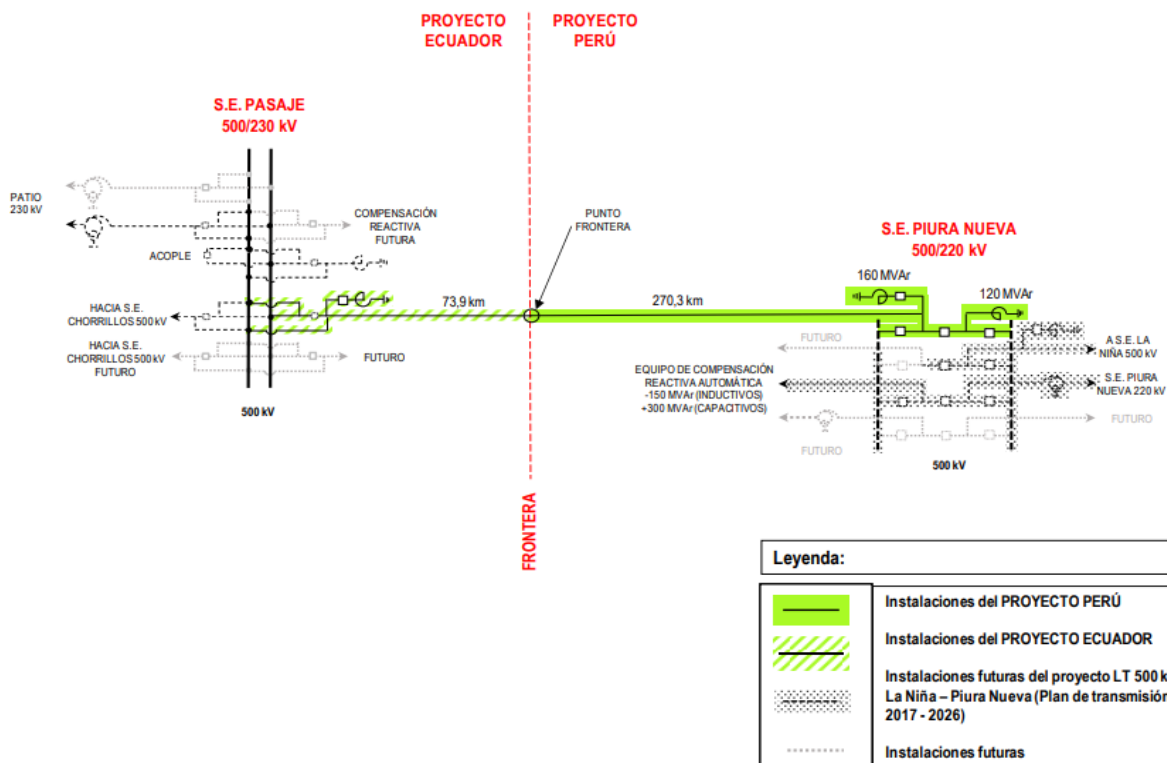 PROYECTO
ECUADOR
PROYECTO
PERÚ
S.E. PASAJE
500/230 kV
PATIO
230 kV
COMPENSACIÓN
REACTIVA
FUTURA
ACOPLE
HACIA S.E.
CHORRILLOS 500 kV
HACIA S.E.
CHORRILLOS 500 kV
FUTURO
FUTURO
500 kV
73,9 km
PUNTO
FRONTERA
270,3 km
FRONTERA
S.E. PIURA NUEVA
500/220 kV
160 MVAr
120 MVAr
FUTURO
A S.E. LA
NIÑA 500 kV
EQUIPO DE COMPENSACIÓN
REACTIVA AUTOMÁTICA
-150 MVAr (INDUCTIVOS)
+300 MVAr (CAPACITIVOS)
S.E. PIURA
NUEVA 220 kV
FUTURO
FUTURO
500 kV
Leyenda:
Instalaciones del PROYECTO PERÚ
Instalaciones del PROYECTO ECUADOR
Instalaciones futuras del proyecto LT 500 k
La Niña – Piura Nueva (Plan de transmisión
2017 - 2026)
Instalaciones futuras